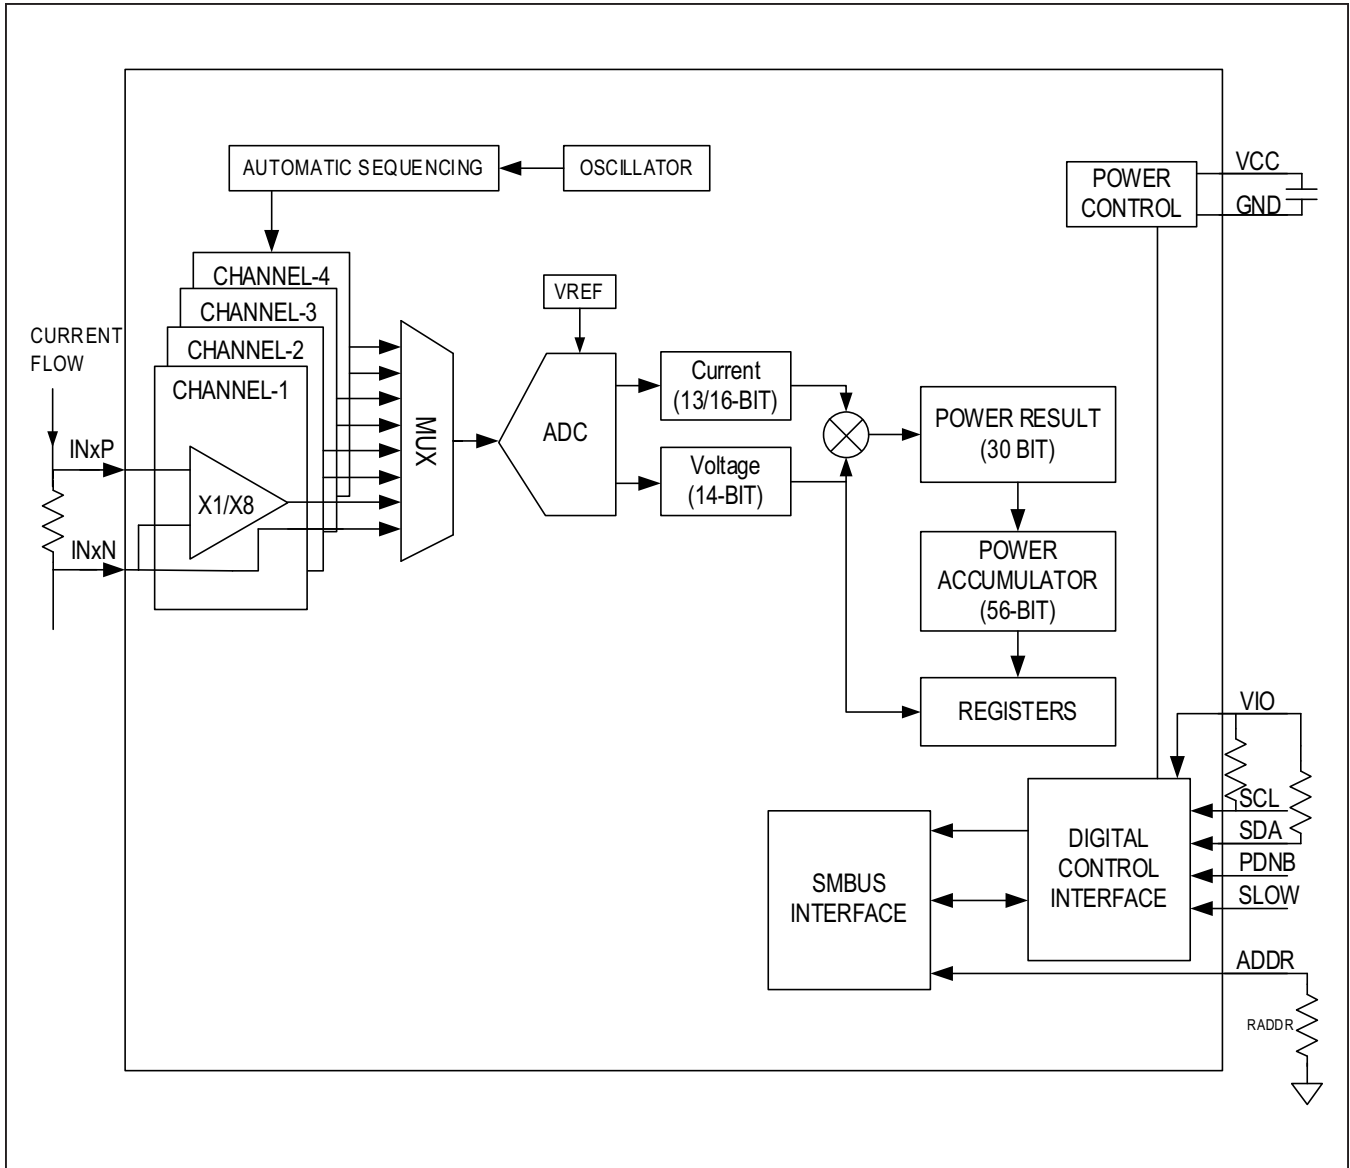 AUTOMATIC SEQUENCING
OSCILLATOR
POWER
CONTROL
VCC
GND
CHANNEL-4
CHANNEL-3
CHANNEL-2
CHANNEL-1
CURRENT
FLOW
INxP
INxN
X1/X8
MUX
VREF
ADC
Current
(13/16-BIT)
Voltage
(14-BIT)
POWER RESULT
(30 BIT)
POWER
ACCUMULATOR
(56-BIT)
REGISTERS
VIO
SCL
SDA
PDNB
SLOW
ADDR
DIGITAL
CONTROL
INTERFACE
SMBUS
INTERFACE
RADDR